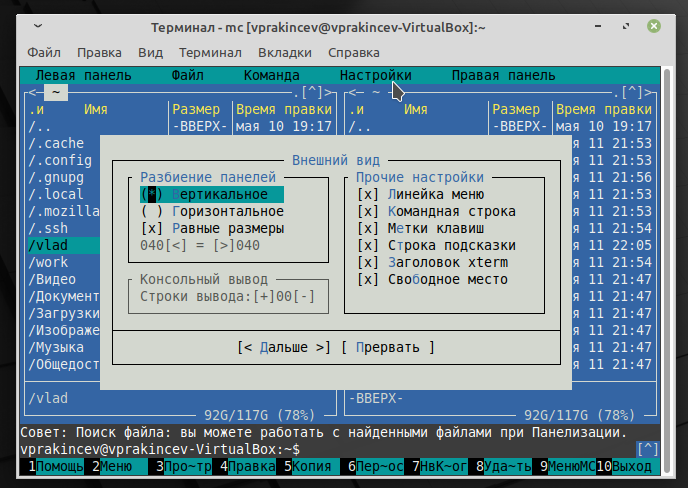 Терминал - mc [vprakincev@vprakincev-VirtualBox]:~
Файл Правка Вид Терминал Вкладки Справка
Левая панель Файл Команда Настройки Правая панель
<─ ~ .[^]> <─ ~ .[^]>
.и Имя Размер Время правки .и Имя Размер Время правки
/.. -ВВЕРХ- мая 10 19:17 /.. -ВВЕРХ- мая 10 19:17
/.cache я 11 21:53
/.config Внешний вид я 11 21:53
/.gnupg Разбиение панелей Прочие настройки я 11 21:56
/.local (*) Вертикальное [x] Линейка меню я 11 21:53
/.mozilla ( ) Горизонтальное [x] Командная строка я 11 21:53
/.ssh [x] Равные размеры [x] Метки клавиш я 11 21:54
/vlad 040[<] = [>]040 [x] Строка подсказки я 11 22:05
/work [x] Заголовок xterm я 11 21:54
/Видео Консольный вывод [x] Свободное место я 11 21:54
/Документ Строки вывода:[+]00[-] я 11 21:47
/Загрузки я 11 21:54
/Изображе я 11 21:54
/Музыка [< Дальше >] [ Прервать ] я 11 21:47
/Общедост я 11 21:47
/vlad -ВВЕРХ-
92G/117G (78%) 92G/117G (78%)
Совет: Поиск файла: вы можете работать с найденными файлами при Панелизации.
vprakincev@vprakincev-VirtualBox:~$ [^]
1Помощь 2Меню 3Про~тр 4Правка 5Копия 6Пер~ос 7НвК~ог 8Уда~ть 9МенюMC 10Выход